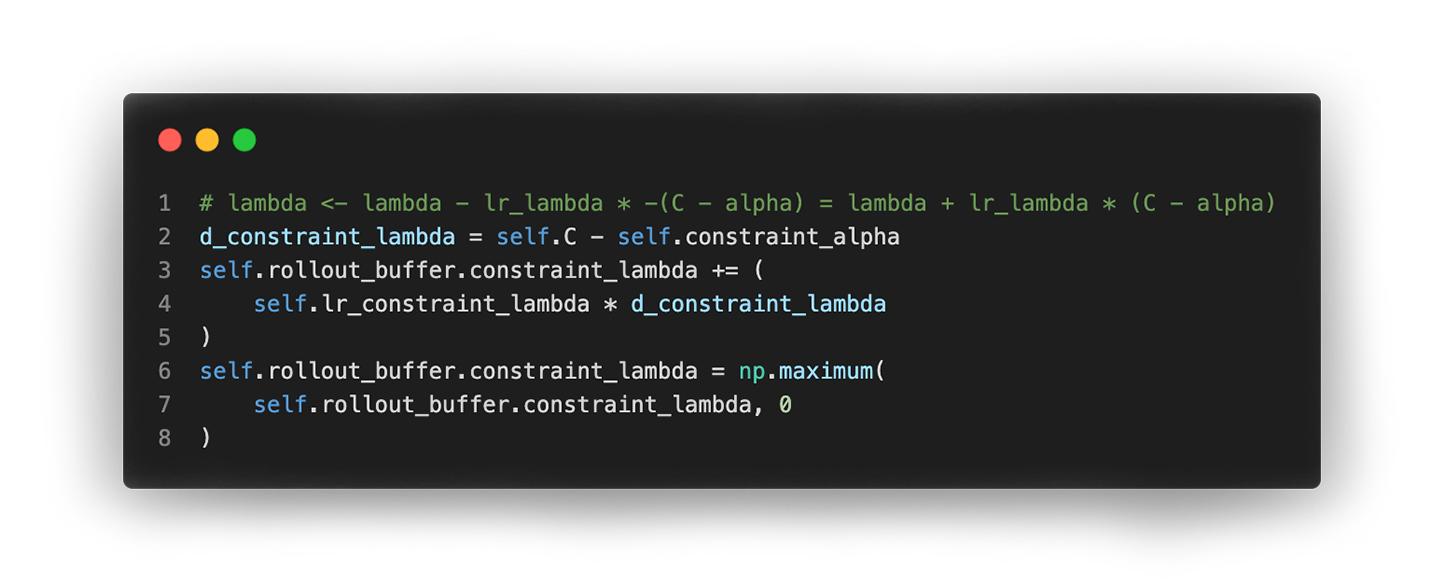 1 # lambda <- lambda - lr_lambda * -(C - alpha) = lambda + lr_lambda * (C - alpha)
2 d_constraint_lambda = self.C - self.constraint_alpha
3 self.rollout_buffer.constraint_lambda += (
4     self.lr_constraint_lambda * d_constraint_lambda
5 )
6 self.rollout_buffer.constraint_lambda = np.maximum(
7     self.rollout_buffer.constraint_lambda, 0
8 )